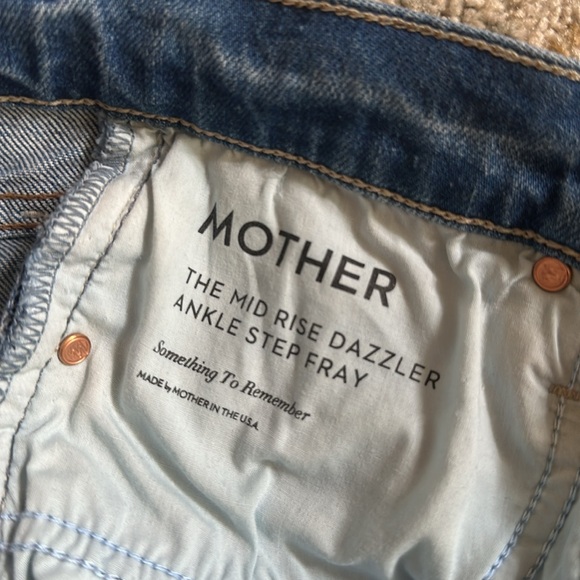 MOTHER
THE MID RISE DAZZLER
ANKLE STEP FRAY
Something To Remember
MADE by MOTHER IN THE U.S.A.